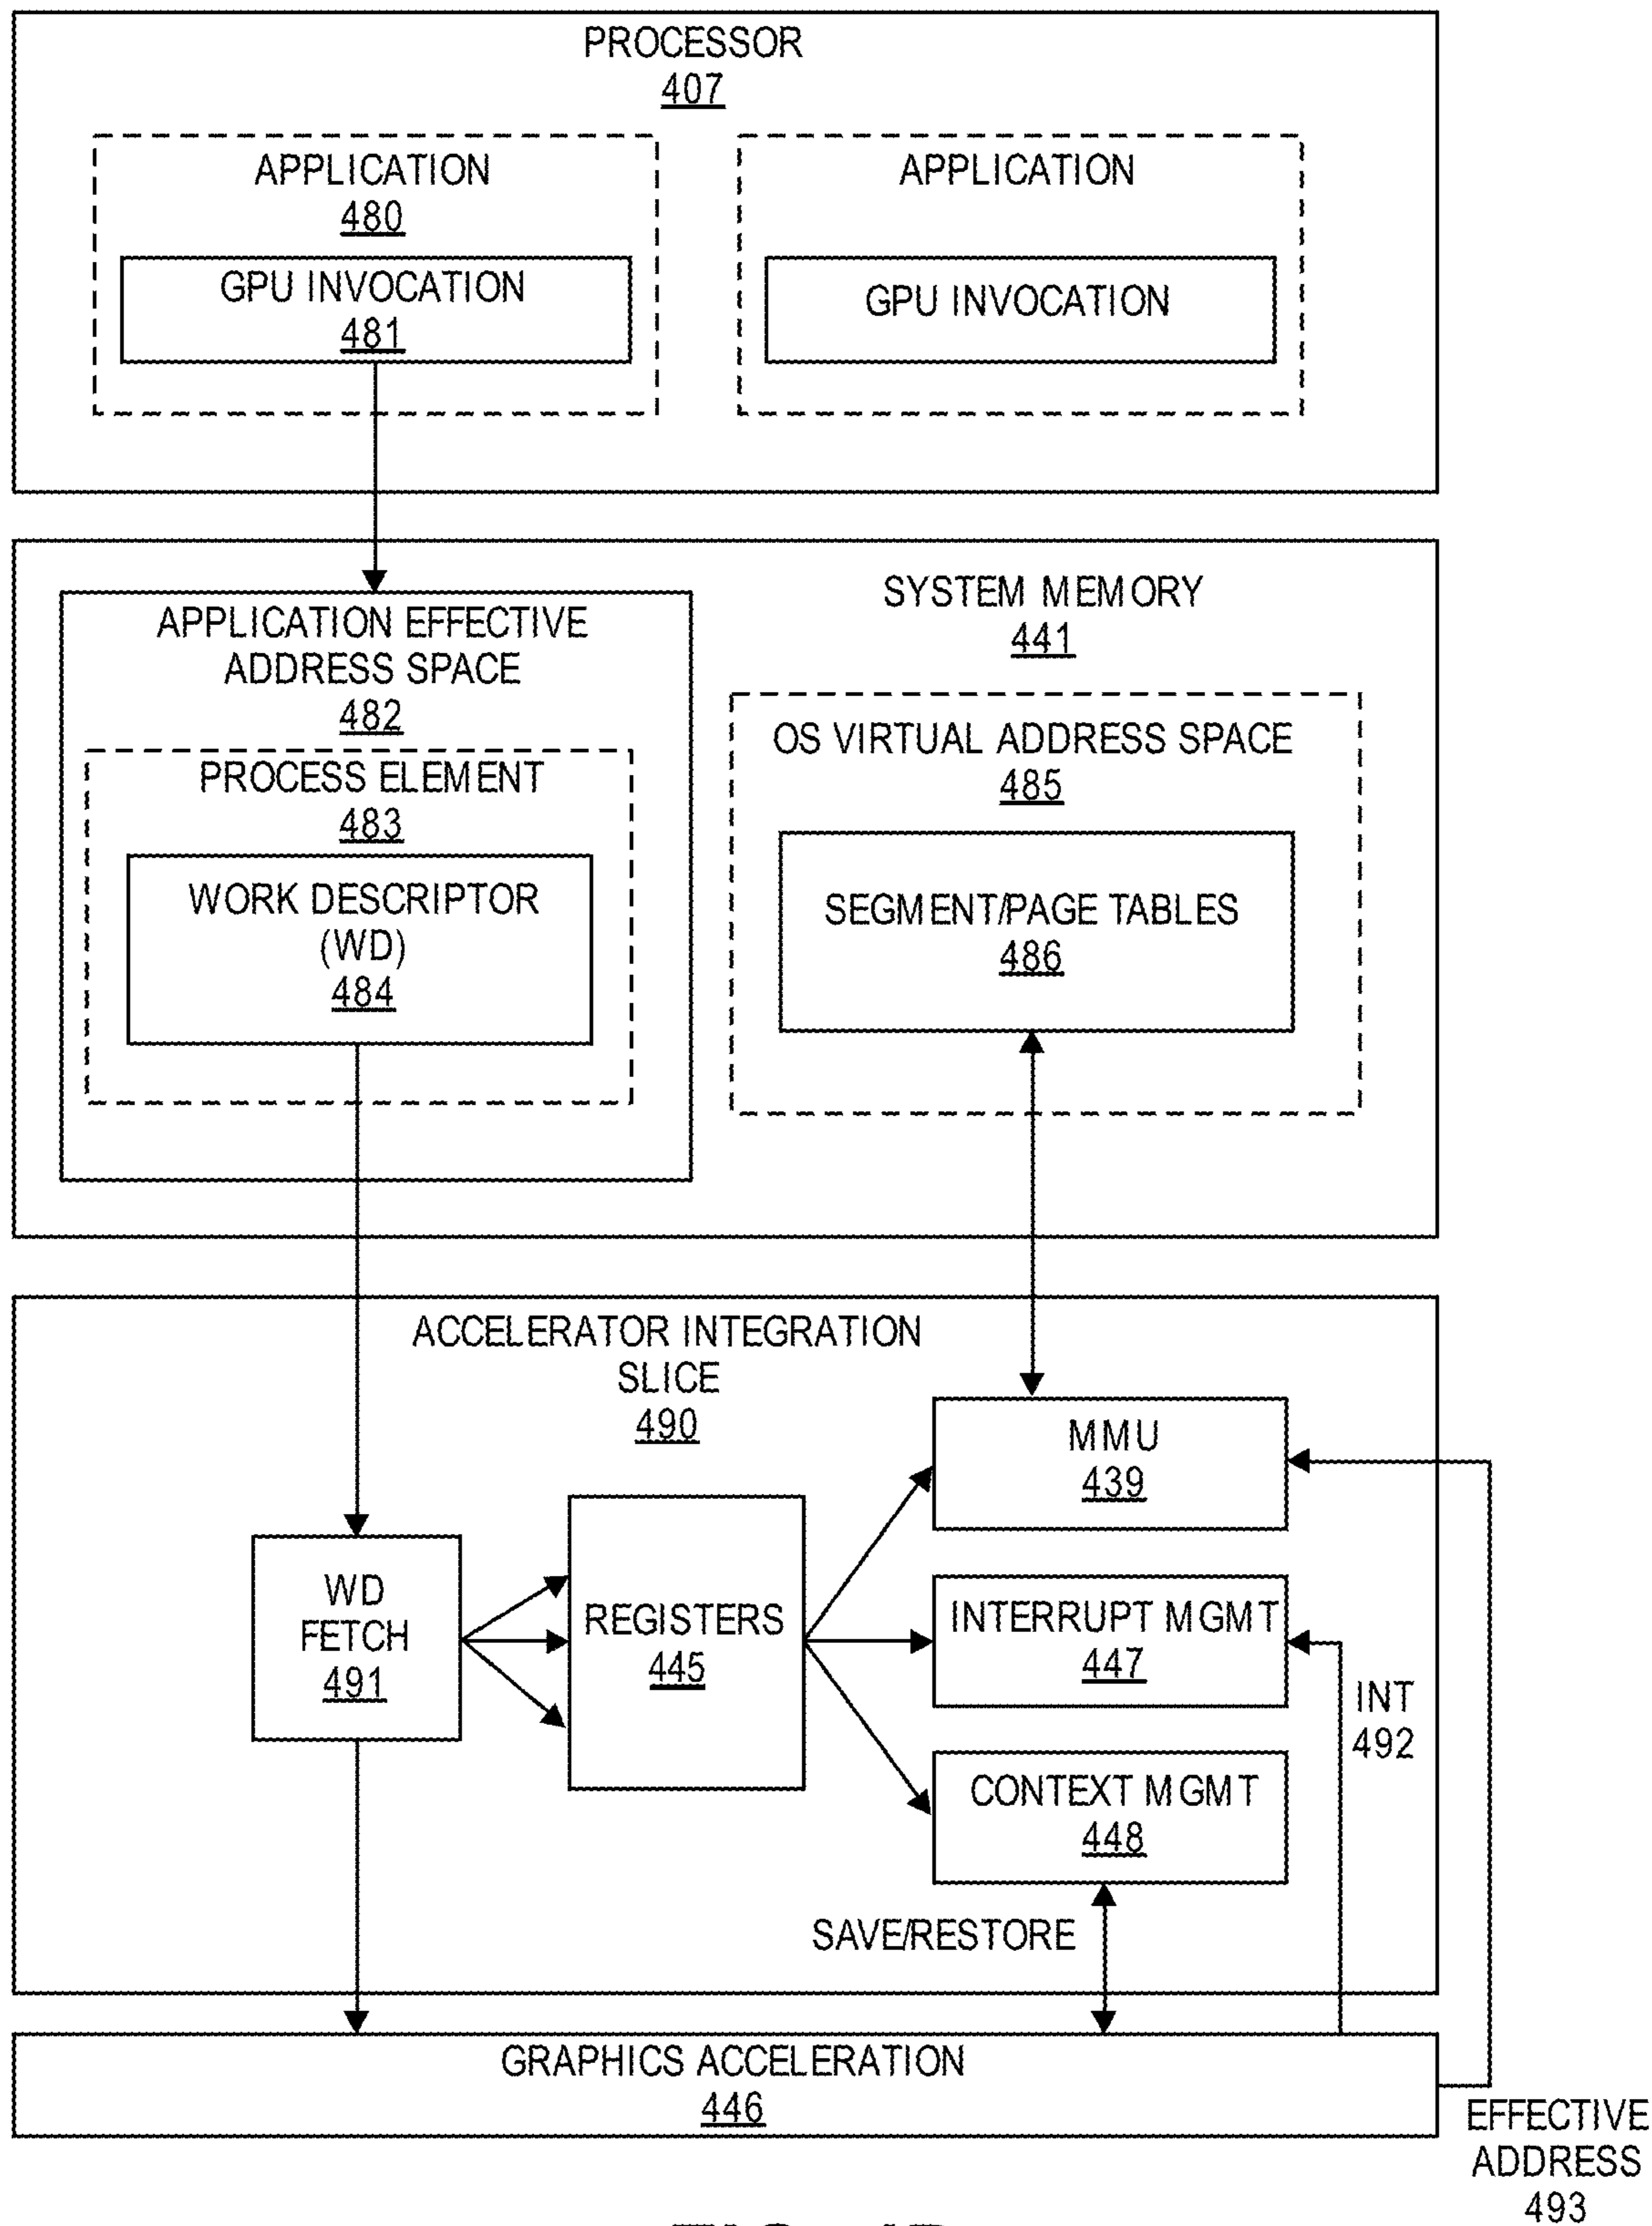 PROCESSOR
407
APPLICATION
480
GPU INVOCATION
481
APPLICATION
GPU INVOCATION
APPLICATION EFFECTIVE
ADDRESS SPACE
482
PROCESS ELEMENT
483
WORK DESCRIPTOR
(WD)
484
SYSTEM MEMORY
441
OS VIRTUAL ADDRESS SPACE
485
SEGMENT/PAGE TABLES
486
ACCELERATOR INTEGRATION
SLICE
490
WD
FETCH
491
REGISTERS
445
MMU
439
INTERRUPT MGMT
447
CONTEXT MGMT
448
INT
492
SAVE/RESTORE
GRAPHICS ACCELERATION
446
EFFECTIVE
ADDRESS
493